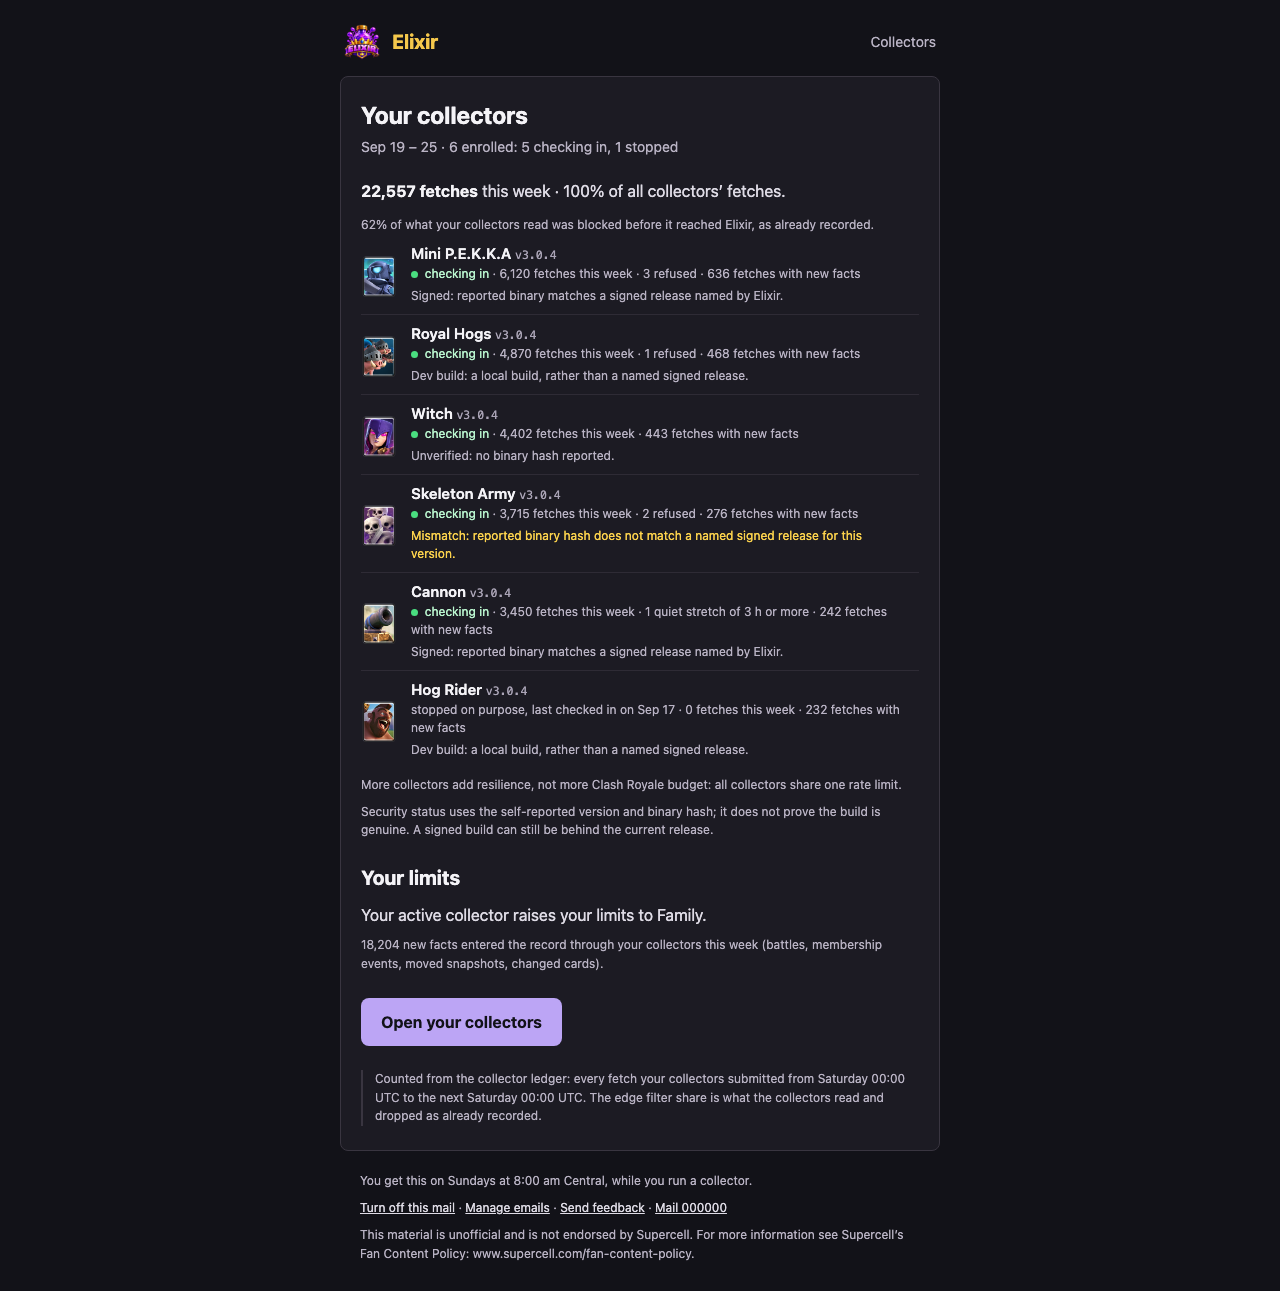 ELIXIR
Elixir
Collectors
Your collectors
Sep 19 – 25 · 6 enrolled: 5 checking in, 1 stopped
22,557 fetches this week · 100% of all collectors’ fetches.
62% of what your collectors read was blocked before it reached Elixir, as already recorded.
Mini P.E.K.K.A v3.0.4
checking in · 6,120 fetches this week · 3 refused · 636 fetches with new facts
Signed: reported binary matches a signed release named by Elixir.
Royal Hogs v3.0.4
checking in · 4,870 fetches this week · 1 refused · 468 fetches with new facts
Dev build: a local build, rather than a named signed release.
Witch v3.0.4
checking in · 4,402 fetches this week · 443 fetches with new facts
Unverified: no binary hash reported.
Skeleton Army v3.0.4
checking in · 3,715 fetches this week · 2 refused · 276 fetches with new facts
Mismatch: reported binary hash does not match a named signed release for this
version.
Cannon v3.0.4
checking in · 3,450 fetches this week · 1 quiet stretch of 3 h or more · 242 fetches
with new facts
Signed: reported binary matches a signed release named by Elixir.
Hog Rider v3.0.4
stopped on purpose, last checked in on Sep 17 · 0 fetches this week · 232 fetches with
new facts
Dev build: a local build, rather than a named signed release.
More collectors add resilience, not more Clash Royale budget: all collectors share one rate limit.
Security status uses the self-reported version and binary hash; it does not prove the build is
genuine. A signed build can still be behind the current release.
Your limits
Your active collector raises your limits to Family.
18,204 new facts entered the record through your collectors this week (battles, membership
events, moved snapshots, changed cards).
Open your collectors
Counted from the collector ledger: every fetch your collectors submitted from Saturday 00:00
UTC to the next Saturday 00:00 UTC. The edge filter share is what the collectors read and
dropped as already recorded.
You get this on Sundays at 8:00 am Central, while you run a collector.
Turn off this mail · Manage emails · Send feedback · Mail 000000
This material is unofficial and is not endorsed by Supercell. For more information see Supercell’s
Fan Content Policy: www.supercell.com/fan-content-policy.